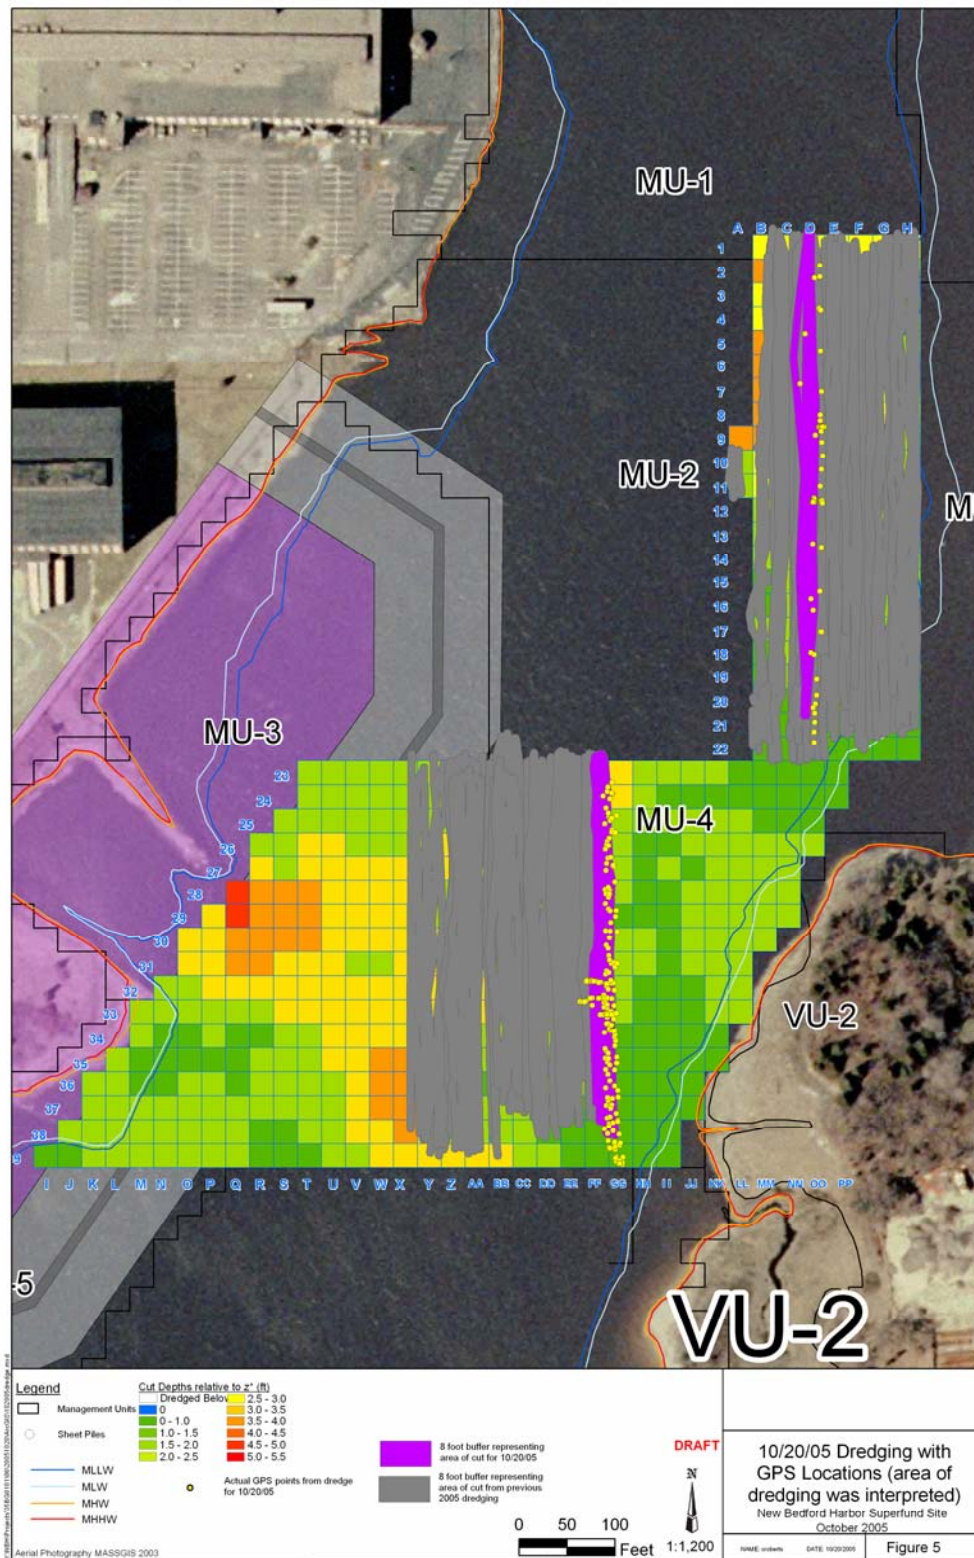 MU-1
A B C D E F G H
1
2
3
4
5
6
7
8
9
10
11
12
13
14
15
16
17
18
19
20
21
22
MU-2
M
MU-3
MU-4
23
24
25
26
27
28
29
30
31
32
33
34
35
36
37
38
9
VU-2
I J K L M N O P Q R S T U V W X Y Z AA BB CC DD EE FF GG HH II JJ KK LL MM NN OO PP
-5
VU-2
Legend
Management Units
Sheet Piles
MLLW
MLW
MHW
MHHW
Cut Depths relative to z* (ft)
Dredged Below
0
0 - 1.0
1.0 - 1.5
1.5 - 2.0
2.0 - 2.5
2.5 - 3.0
3.0 - 3.5
3.5 - 4.0
4.0 - 4.5
4.5 - 5.0
5.0 - 5.5
Actual GPS points from dredge
for 10/20/05
8 foot buffer representing
area of cut for 10/20/05
8 foot buffer representing
area of cut from previous
2005 dredging
DRAFT
N
0 50 100
Feet
1:1,200
10/20/05 Dredging with
GPS Locations (area of
dredging was interpreted)
New Bedford Harbor Superfund Site
October 2005
NAME: croberts DATE: 10/20/2005 Figure 5
Aerial Photography MASSGIS 2003